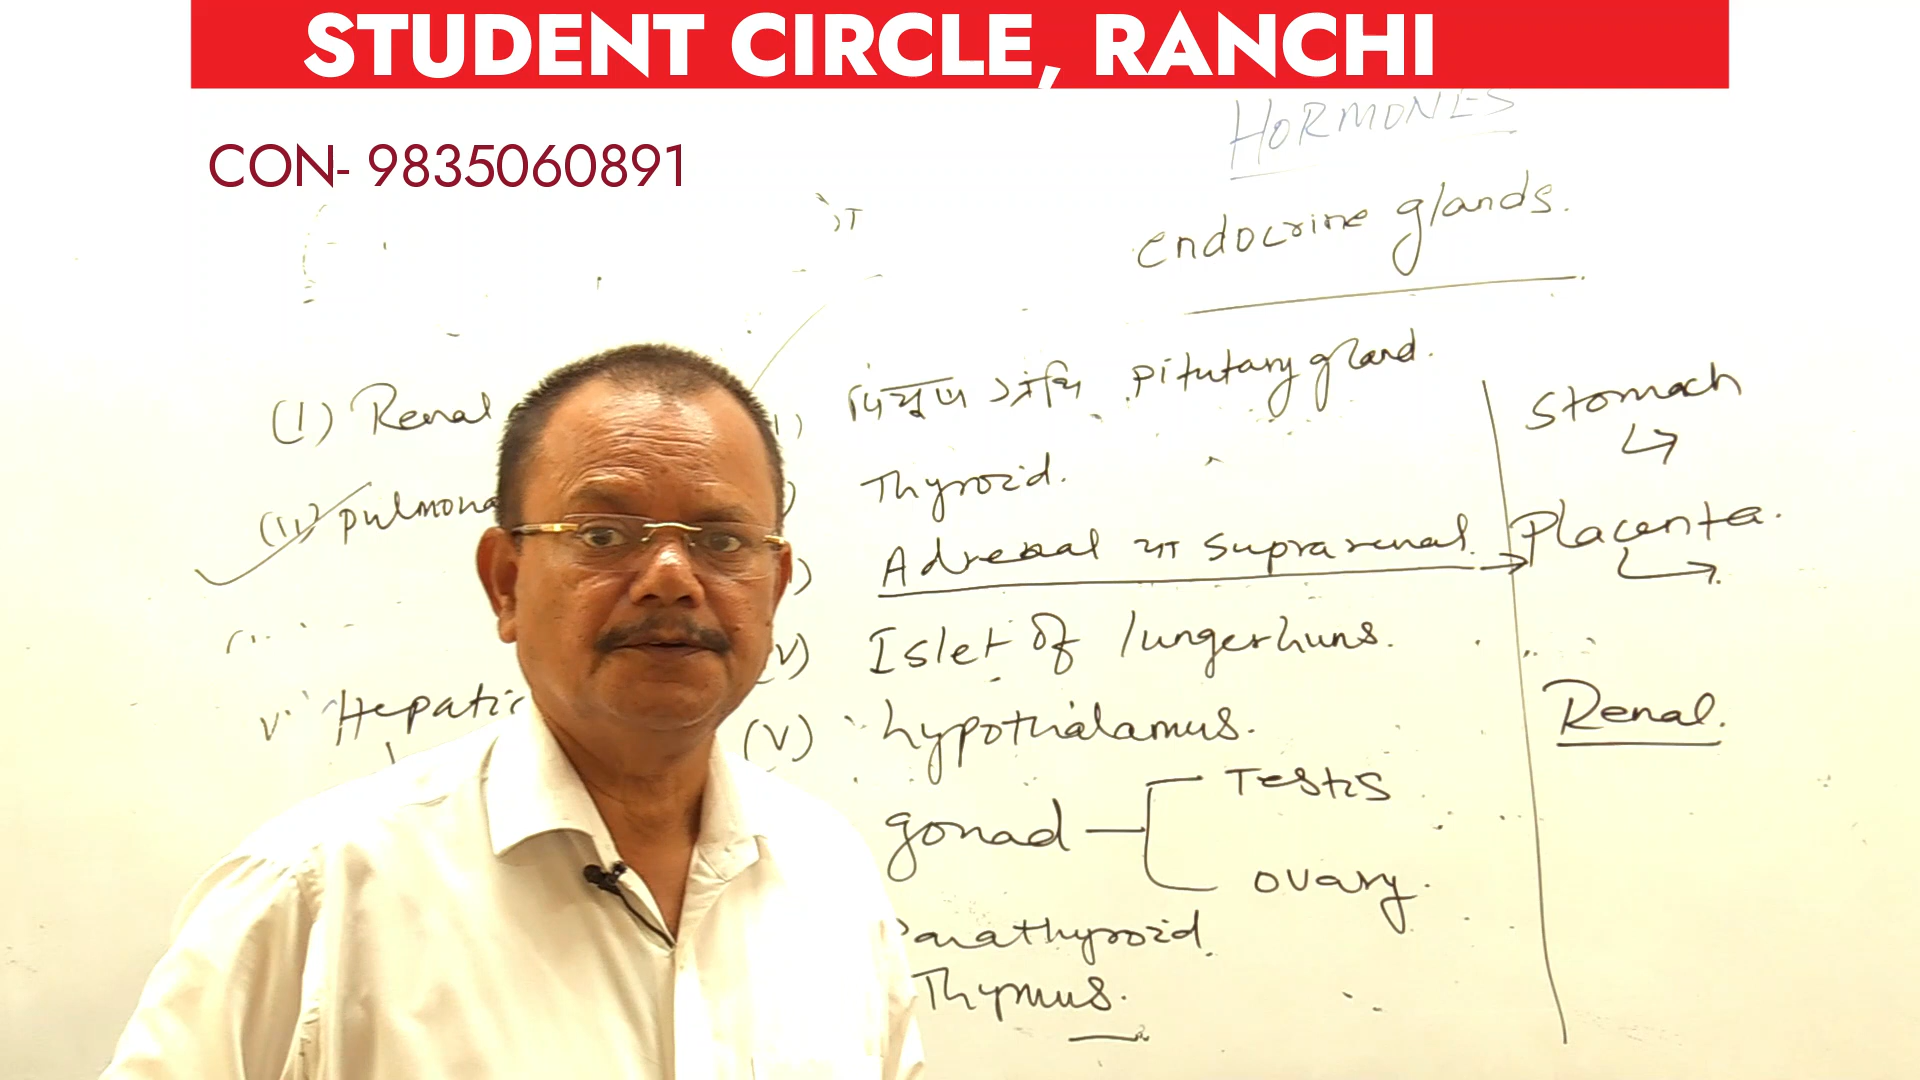 STUDENT CIRCLE, RANCHI
CON- 9835060891
HORMONES
endocrine glands.
(I) Renal
पियूष ग्रंथि pitutary gland.
Stomach
(II) pulmona
Thyroid.
Adrenal या suprarenal.
Placenta.
Islet of lungerhuns.
Hepatic
(V) hypothalamus.
Renal.
gonad
Testis
ovary.
Parathyroid
Thymus.